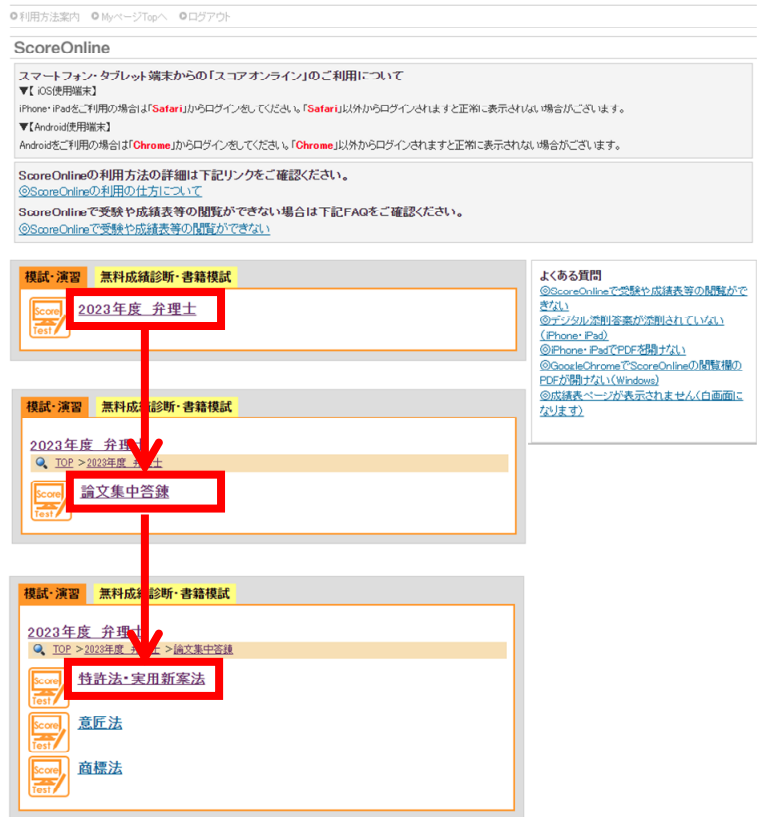 利用方法案内 MyページTopへ ログアウト
ScoreOnline
スマートフォン・タブレット端末からの「スコアオンライン」のご利用について
▼【 iOS使用端末】
iPhone・iPadをご利用の場合は「Safari」からログインをしてください。「Safari」以外からログインされますと正常に表示されない場合がございます。
▼【Android使用端末】
Androidをご利用の場合は「Chrome」からログインをしてください。「Chrome」以外からログインされますと正常に表示されない場合がございます。
ScoreOnlineの利用方法の詳細は下記リンクをご確認ください。
◎ScoreOnlineの利用の仕方について
ScoreOnlineで受験や成績表等の閲覧ができない場合は下記FAQをご確認ください。
◎ScoreOnlineで受験や成績表等の閲覧ができない
模試・演習 無料成績診断・書籍模試
Score Test
2023年度 弁理士
模試・演習 無料成績診断・書籍模試
2023年度 弁理士
TOP >2023年度 弁理士
Score Test
論文集中答練
模試・演習 無料成績診断・書籍模試
2023年度 弁理士
TOP >2023年度 弁理士 >論文集中答練
Score Test
特許法・実用新案法
Score Test
意匠法
Score Test
商標法
よくある質問
◎ScoreOnlineで受験や成績表等の閲覧がで
きない
◎デジタル添削答案が添削されていない
（iPhone・iPad）
◎iPhone・iPadでPDFを開けない
◎GoogleChromeでScoreOnlineの閲覧欄の
PDFが開けない（Windows）
◎成績表ページが表示されません（白画面に
なります）